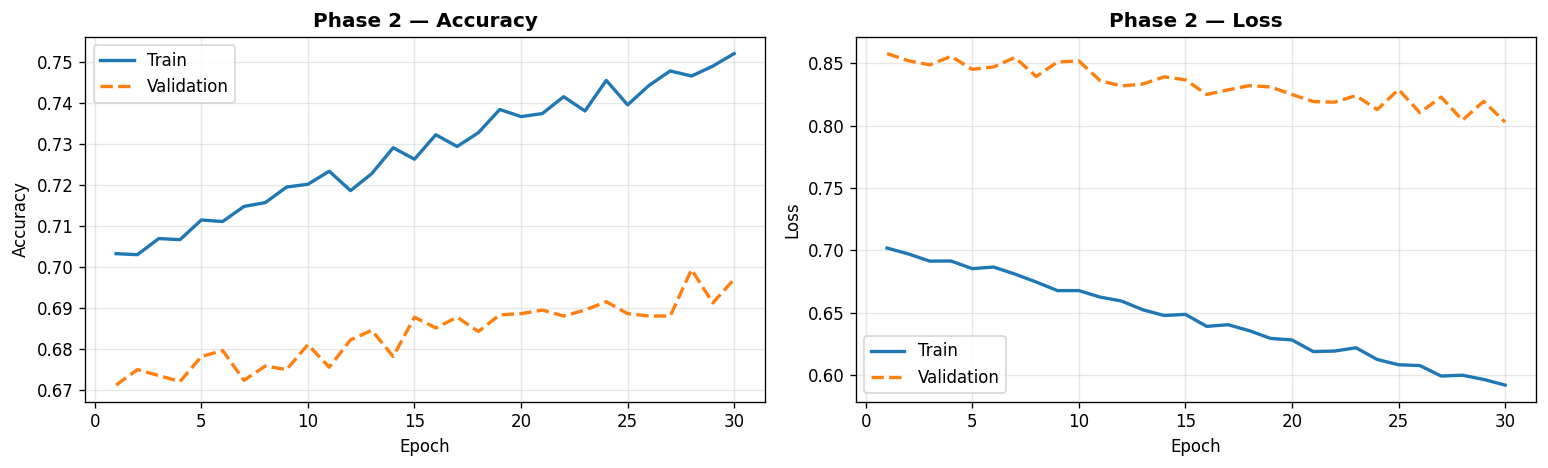 Phase 2 — Accuracy
0.75
0.74
0.73
0.72
0.71
0.70
0.69
0.68
0.67
Accuracy
Train
Validation
0 5 10 15 20 25 30
Epoch
Phase 2 — Loss
0.85
0.80
0.75
0.70
0.65
0.60
Loss
Train
Validation
0 5 10 15 20 25 30
Epoch